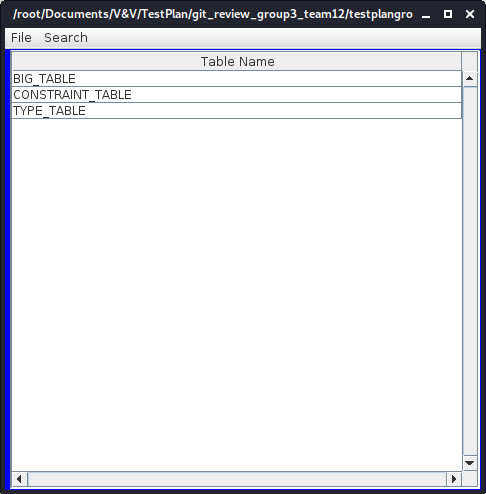 /root/Documents/V&V/TestPlan/git_review_group3_team12/testplangro
File Search
Table Name
BIG_TABLE
CONSTRAINT_TABLE
TYPE_TABLE